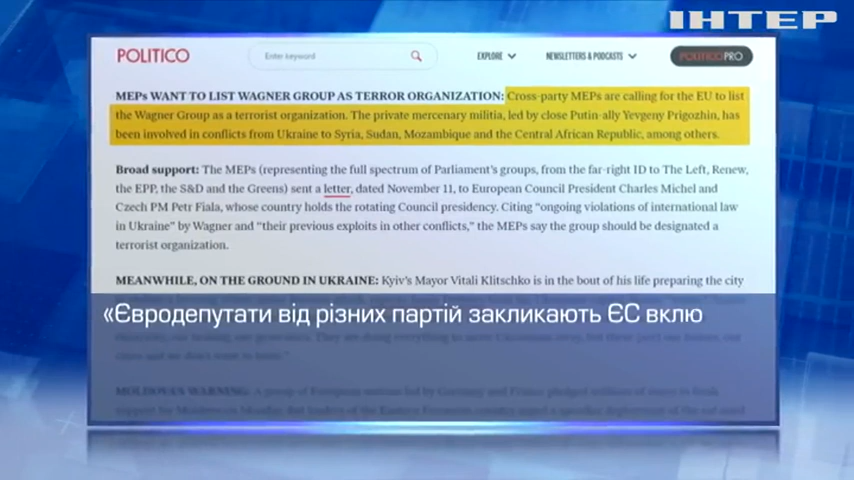 ІНТЕР
POLITICO
Enter keyword
EXPLORE
NEWSLETTERS & PODCASTS
POLITICO PRO
MEPs WANT TO LIST WAGNER GROUP AS TERROR ORGANIZATION: Cross-party MEPs are calling for the EU to list
the Wagner Group as a terrorist organization. The private mercenary militia, led by close Putin-ally Yevgeny Prigozhin, has
been involved in conflicts from Ukraine to Syria, Sudan, Mozambique and the Central African Republic, among others.
Broad support: The MEPs (representing the full spectrum of Parliament's groups, from the far-right ID to The Left, Renew,
the EPP, the S&D and the Greens) sent a letter, dated November 11, to European Council President Charles Michel and
Czech PM Petr Fiala, whose country holds the rotating Council presidency. Citing "ongoing violations of international law
in Ukraine" by Wagner and "their previous exploits in other conflicts," the MEPs say the group should be designated a
terrorist organization.
MEANWHILE, ON THE GROUND IN UKRAINE: Kyiv's Mayor Vitali Klitschko is in the bout of his life preparing the city
«Євродепутати від різних партій закликають ЄС вклю